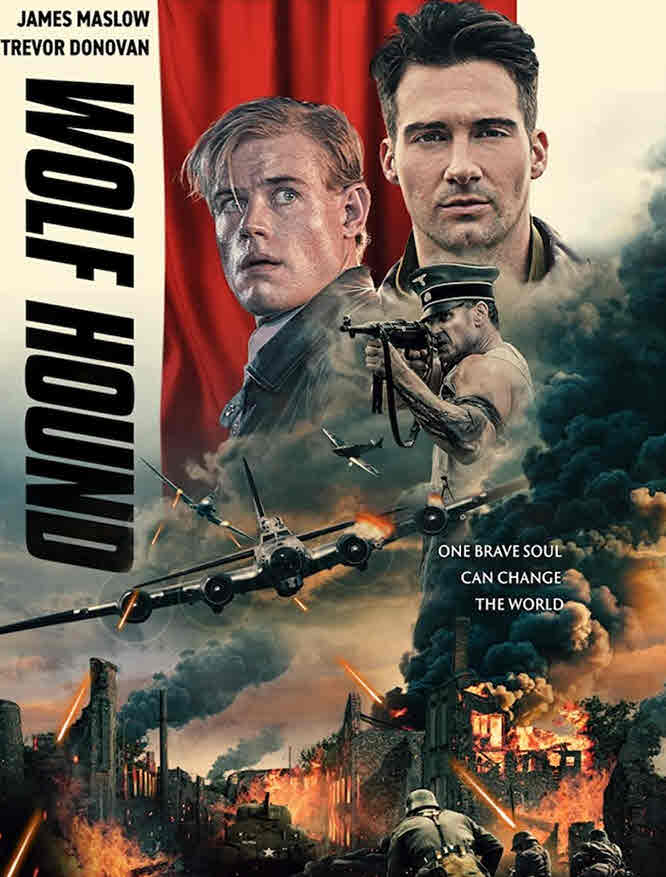 JAMES MASLOW
TREVOR DONOVAN
WOLF HOUND
ONE BRAVE SOUL
CAN CHANGE
THE WORLD